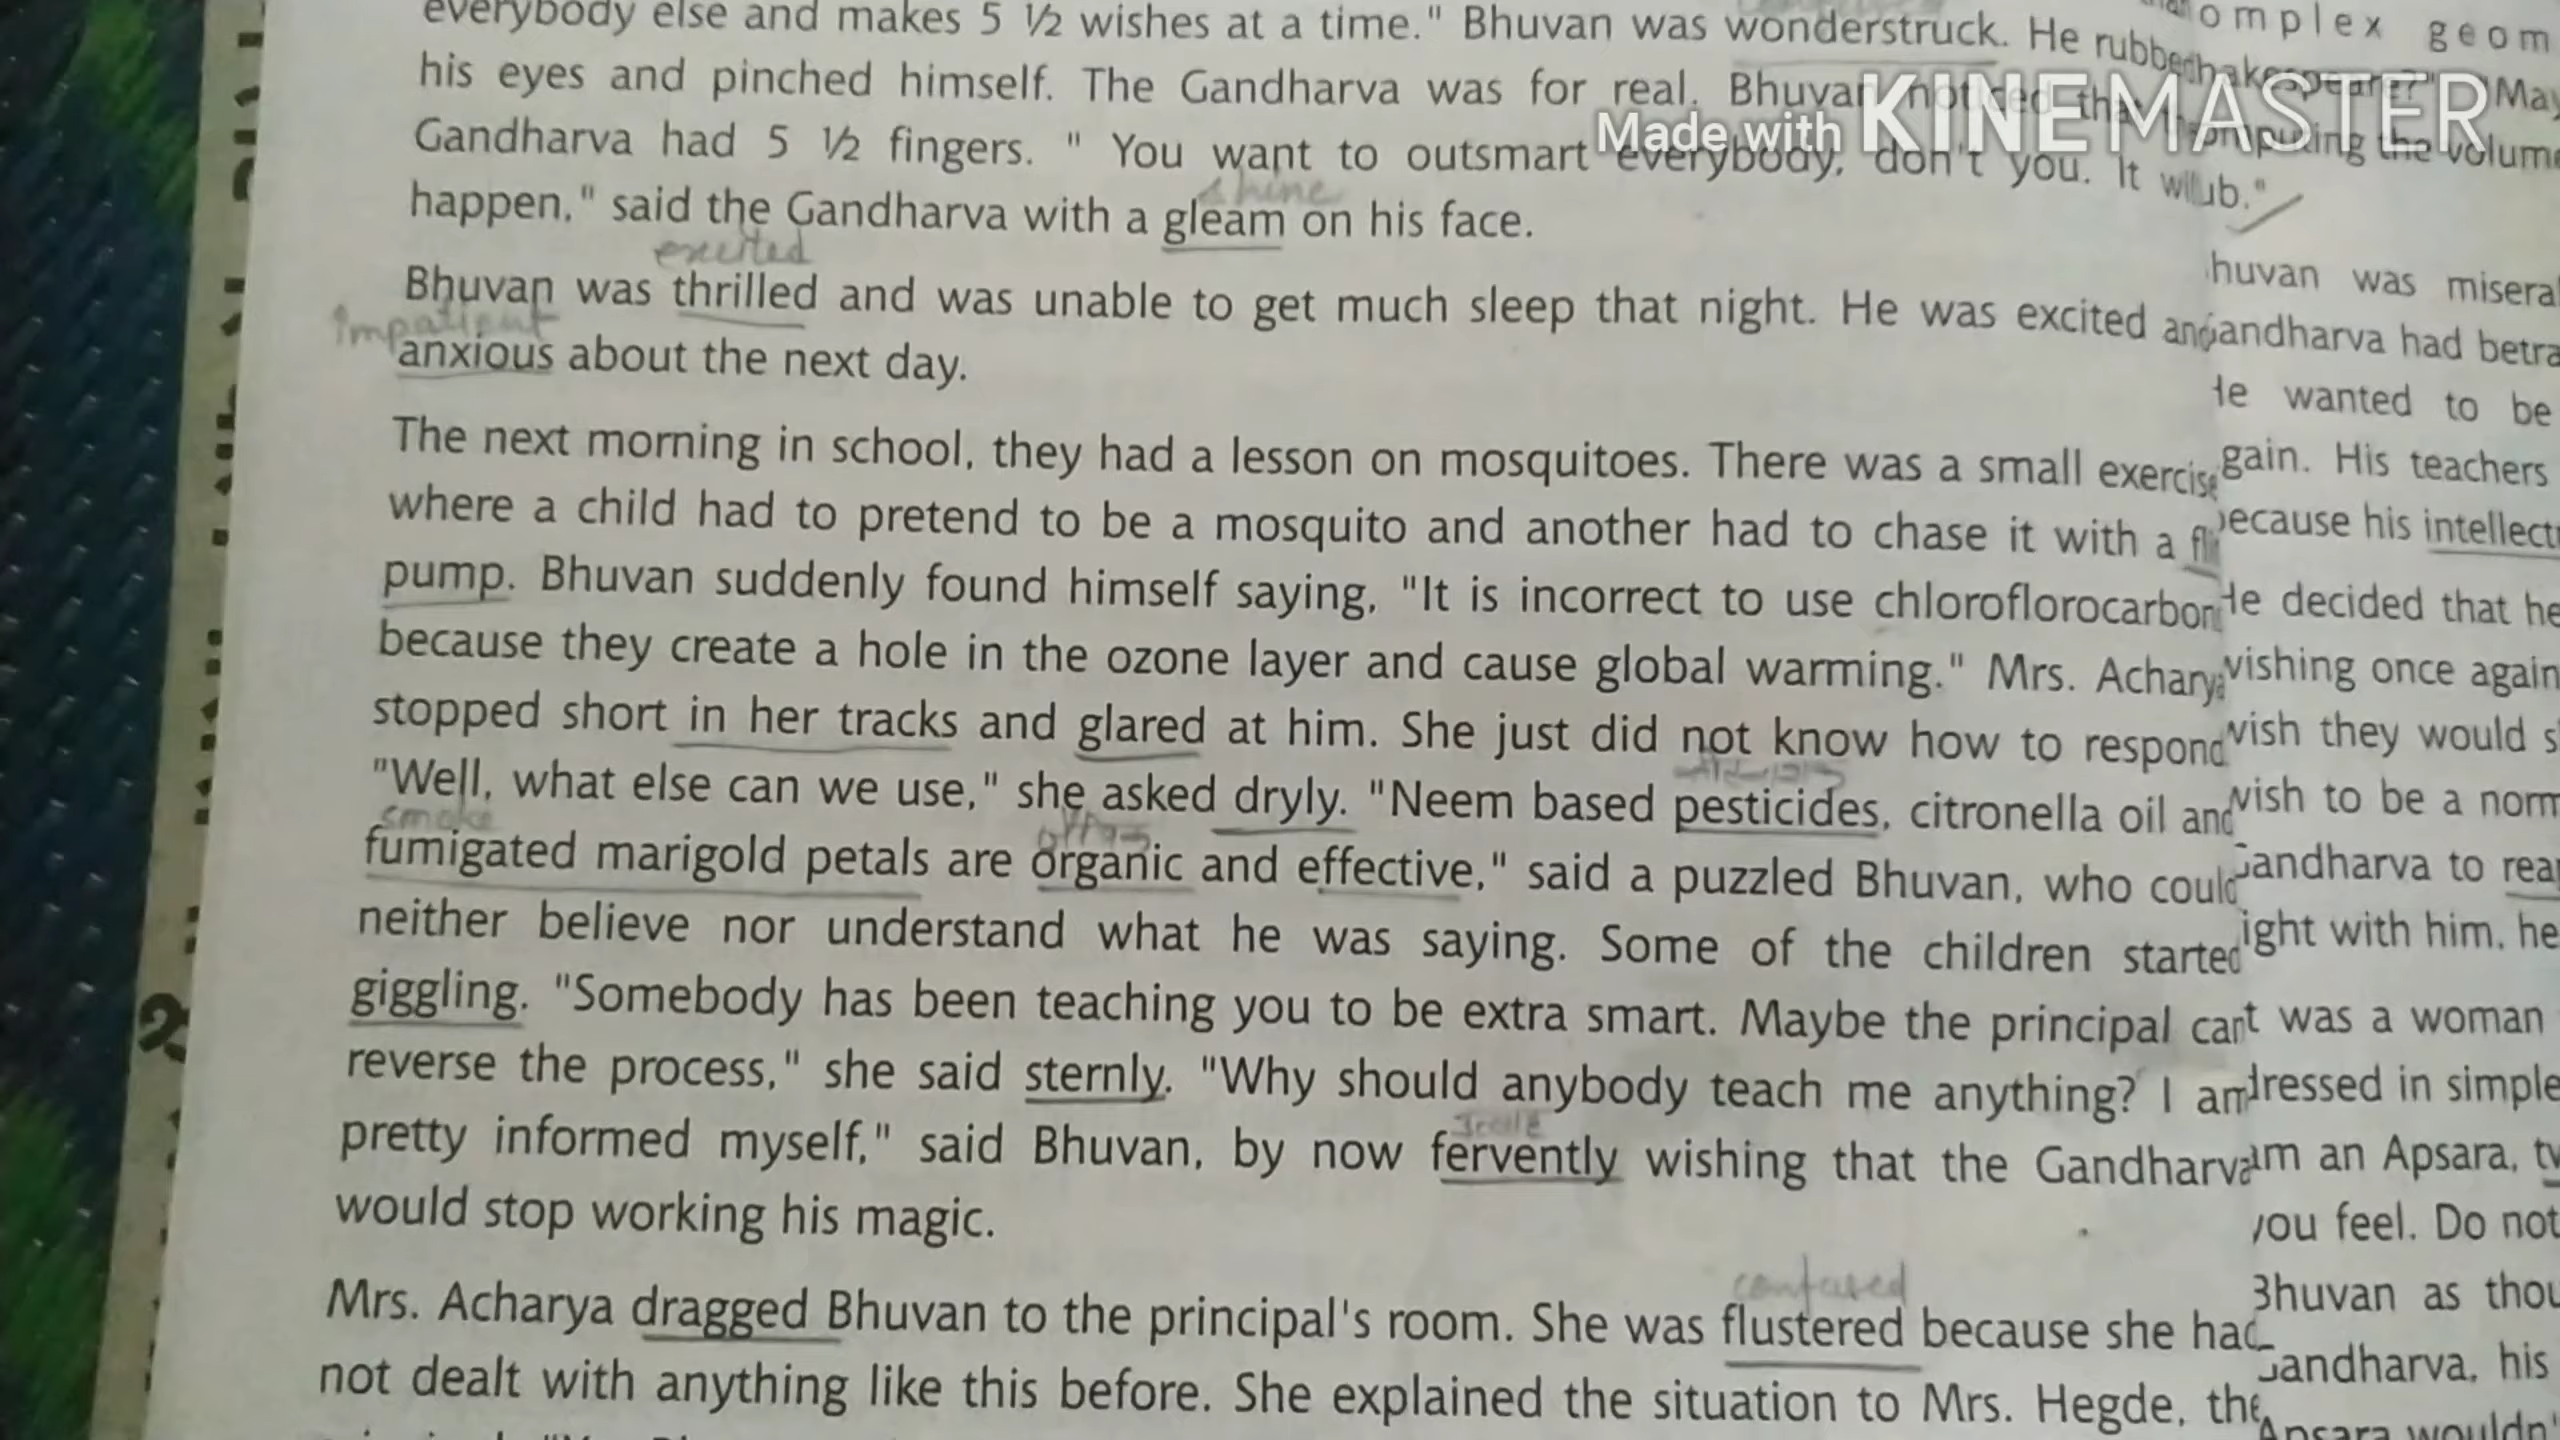 everybody else and makes 5 ½ wishes at a time." Bhuvan was wonderstruck. He rubbed
his eyes and pinched himself. The Gandharva was for real. Bhuvan noticed that
Gandharva had 5 ½ fingers. " You want to outsmart everybody, don't you. It
happen," said the Gandharva with a gleam on his face.
shine
excited
Bhuvan was thrilled and was unable to get much sleep that night. He was excited and
impatient
anxious about the next day.
The next morning in school, they had a lesson on mosquitoes. There was a small exercise
where a child had to pretend to be a mosquito and another had to chase it with a
pump. Bhuvan suddenly found himself saying, "It is incorrect to use chloroflorocarbon
because they create a hole in the ozone layer and cause global warming." Mrs. Acharya
stopped short in her tracks and glared at him. She just did not know how to respond
"Well, what else can we use," she asked dryly. "Neem based pesticides, citronella oil and
smoke
fumigated marigold petals are organic and effective," said a puzzled Bhuvan, who could
neither believe nor understand what he was saying. Some of the children started
giggling. "Somebody has been teaching you to be extra smart. Maybe the principal can
reverse the process," she said sternly. "Why should anybody teach me anything? I am
pretty informed myself," said Bhuvan, by now fervently wishing that the Gandharva
would stop working his magic.
confused
Mrs. Acharya dragged Bhuvan to the principal's room. She was flustered because she had
not dealt with anything like this before. She explained the situation to Mrs. Hegde, the
omplex geom
"May
omputing the volume
ub."
huvan was misera
andharva had betra
He wanted to be
gain. His teachers
ecause his intellect
He decided that he
vishing once again
wish they would s
wish to be a norm
Gandharva to rea
ight with him, he
t was a woman
dressed in simple
am an Apsara,
you feel. Do not
Bhuvan as thou
Gandharva, his
Apsara wouldn'
Made with KINEMASTER